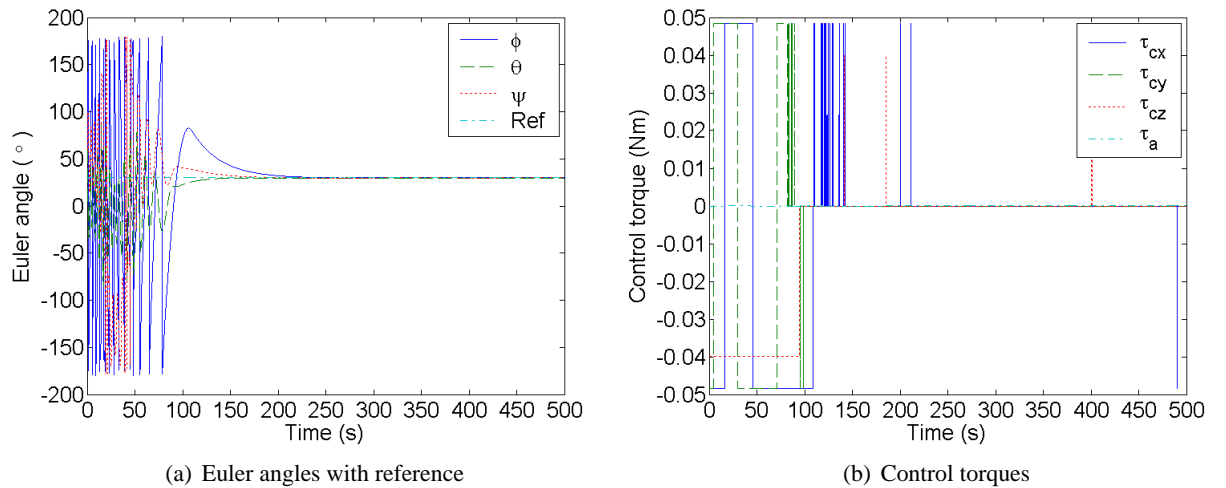 200
150
100
50
0
-50
-100
-150
-200
Euler angle ( ° )
0 50 100 150 200 250 300 350 400 450 500
Time (s)
ϕ
θ
ψ
Ref
(a) Euler angles with reference
0.05
0.04
0.03
0.02
0.01
0
-0.01
-0.02
-0.03
-0.04
-0.05
Control torque (Nm)
0 50 100 150 200 250 300 350 400 450 500
Time (s)
τcx
τcy
τcz
τa
(b) Control torques